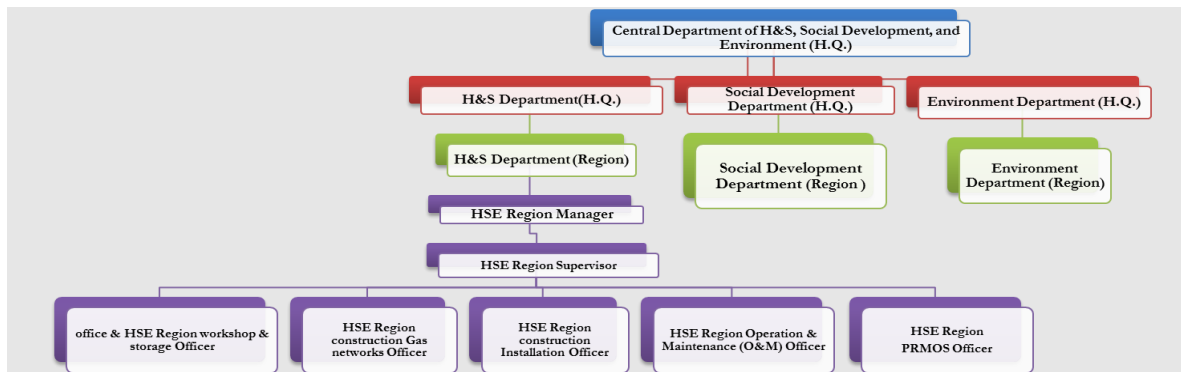 Central Department of H&S, Social Development, and
Environment (H.Q.)
H&S Department(H.Q.)
Social Development
Department (H.Q.)
Environment Department (H.Q.)
H&S Department (Region)
Social Development
Department (Region )
Environment
Department (Region)
HSE Region Manager
HSE Region Supervisor
office & HSE Region workshop &
storage Officer
HSE Region
construction Gas
networks Officer
HSE Region
construction
Installation Officer
HSE Region Operation &
Maintenance (O&M) Officer
HSE Region
PRMOS Officer